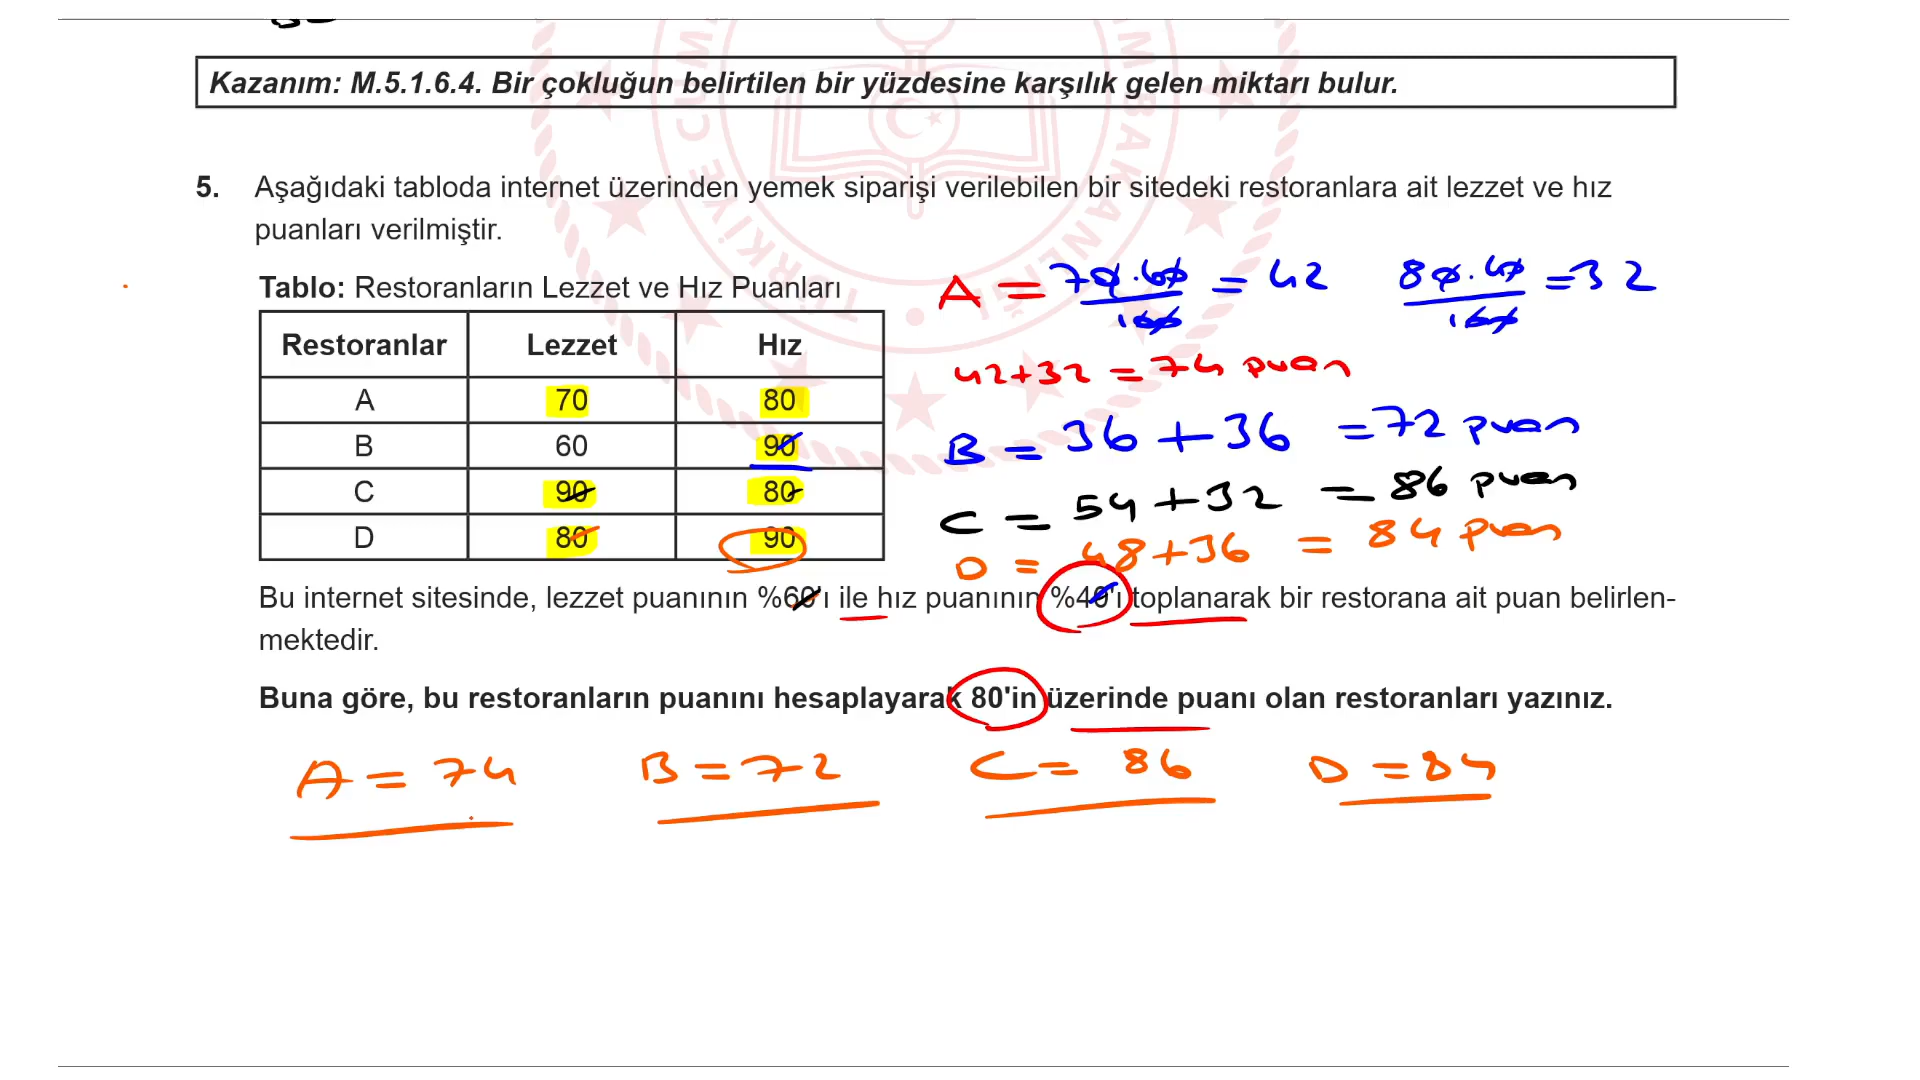 Kazanım: M.5.1.6.4. Bir çokluğun belirtilen bir yüzdesine karşılık gelen miktarı bulur.
5. Aşağıdaki tabloda internet üzerinden yemek siparişi verilebilen bir sitedeki restoranlara ait lezzet ve hız
puanları verilmiştir.
Tablo: Restoranların Lezzet ve Hız Puanları
Restoranlar Lezzet Hız
A 70 80
B 60 90
C 90 80
D 80 90
A = 70.60/100 = 42 80.40/100 = 32
42+32 = 74 puan
B = 36 + 36 = 72 puan
C = 54 + 32 = 86 puan
D = 48+36 = 84 puan
Bu internet sitesinde, lezzet puanının %60'ı ile hız puanının %40'ı toplanarak bir restorana ait puan belirlen-
mektedir.
Buna göre, bu restoranların puanını hesaplayarak 80'in üzerinde puanı olan restoranları yazınız.
A = 74 B = 72 C = 86 D = 84
TÜRKİYE